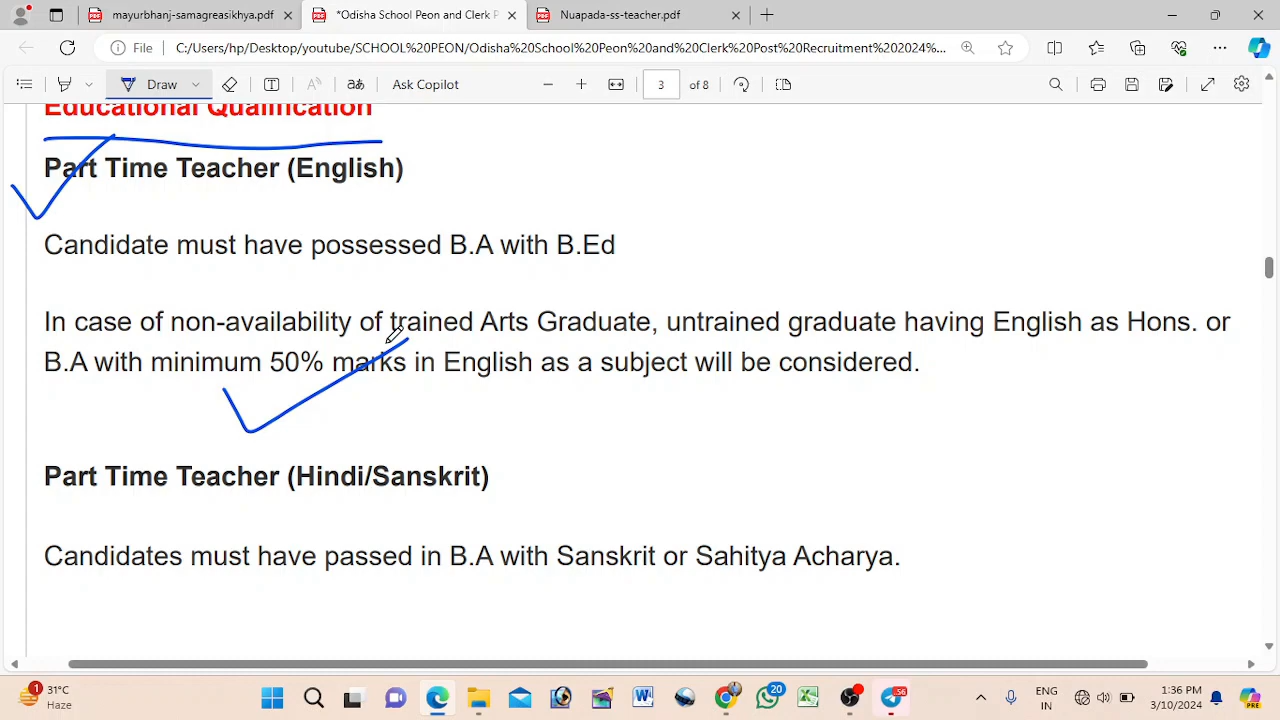 mayurbhanj-samagreasikhya.pdf
*Odisha School Peon and Clerk P
Nuapada-ss-teacher.pdf
File
C:/Users/hp/Desktop/youtube/SCHOOL%20PEON/Odisha%20School%20Peon%20and%20Clerk%20Post%20Recruitment%202024%...
Draw
Ask Copilot
3 of 8
Educational Qualification
Part Time Teacher (English)
Candidate must have possessed B.A with B.Ed
In case of non-availability of trained Arts Graduate, untrained graduate having English as Hons. or
B.A with minimum 50% marks in English as a subject will be considered.
Part Time Teacher (Hindi/Sanskrit)
Candidates must have passed in B.A with Sanskrit or Sahitya Acharya.
1
31°C
Haze
20
56
ENG
IN
1:36 PM
3/10/2024
PRE